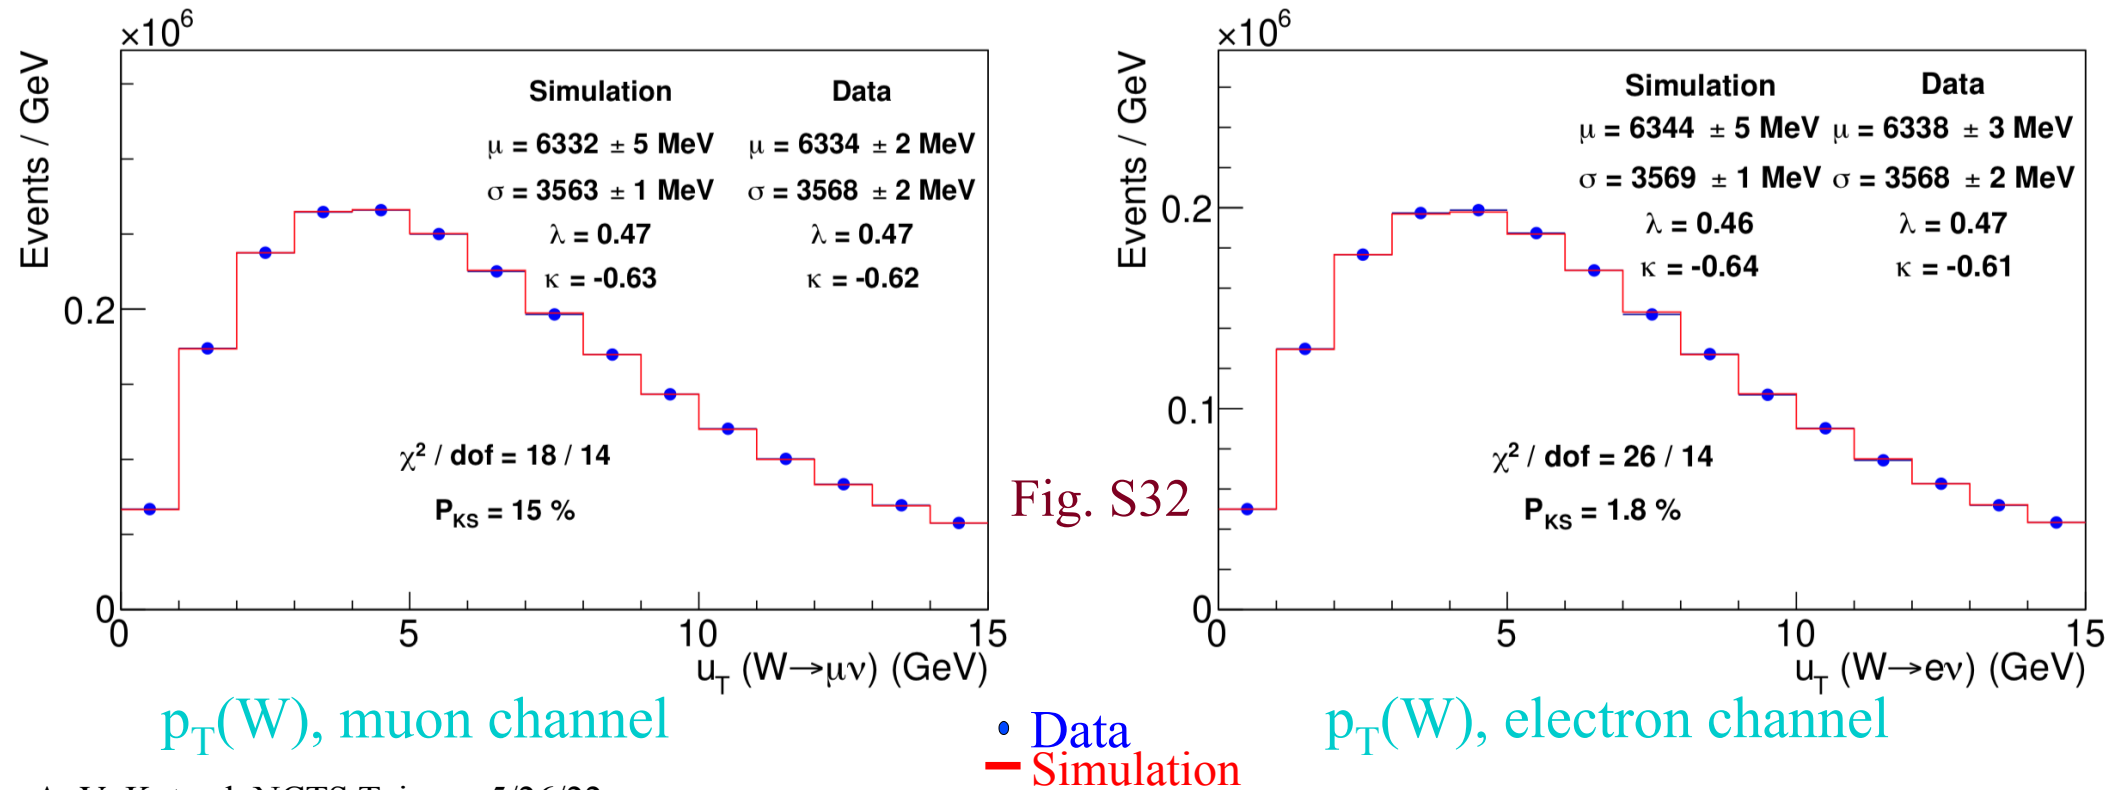 ×10⁶
Events / GeV
Simulation Data
μ = 6332 ± 5 MeV μ = 6334 ± 2 MeV
σ = 3563 ± 1 MeV σ = 3568 ± 2 MeV
λ = 0.47 λ = 0.47
κ = -0.63 κ = -0.62
0.2
χ² / dof = 18 / 14
P_KS = 15 %
0
0 5 10 15
u_T (W→μν) (GeV)
p_T(W), muon channel
Fig. S32
×10⁶
Events / GeV
Simulation Data
μ = 6344 ± 5 MeV μ = 6338 ± 3 MeV
σ = 3569 ± 1 MeV σ = 3568 ± 2 MeV
λ = 0.46 λ = 0.47
κ = -0.64 κ = -0.61
0.2
0.1
χ² / dof = 26 / 14
P_KS = 1.8 %
0
0 5 10 15
u_T (W→eν) (GeV)
p_T(W), electron channel
Data
Simulation